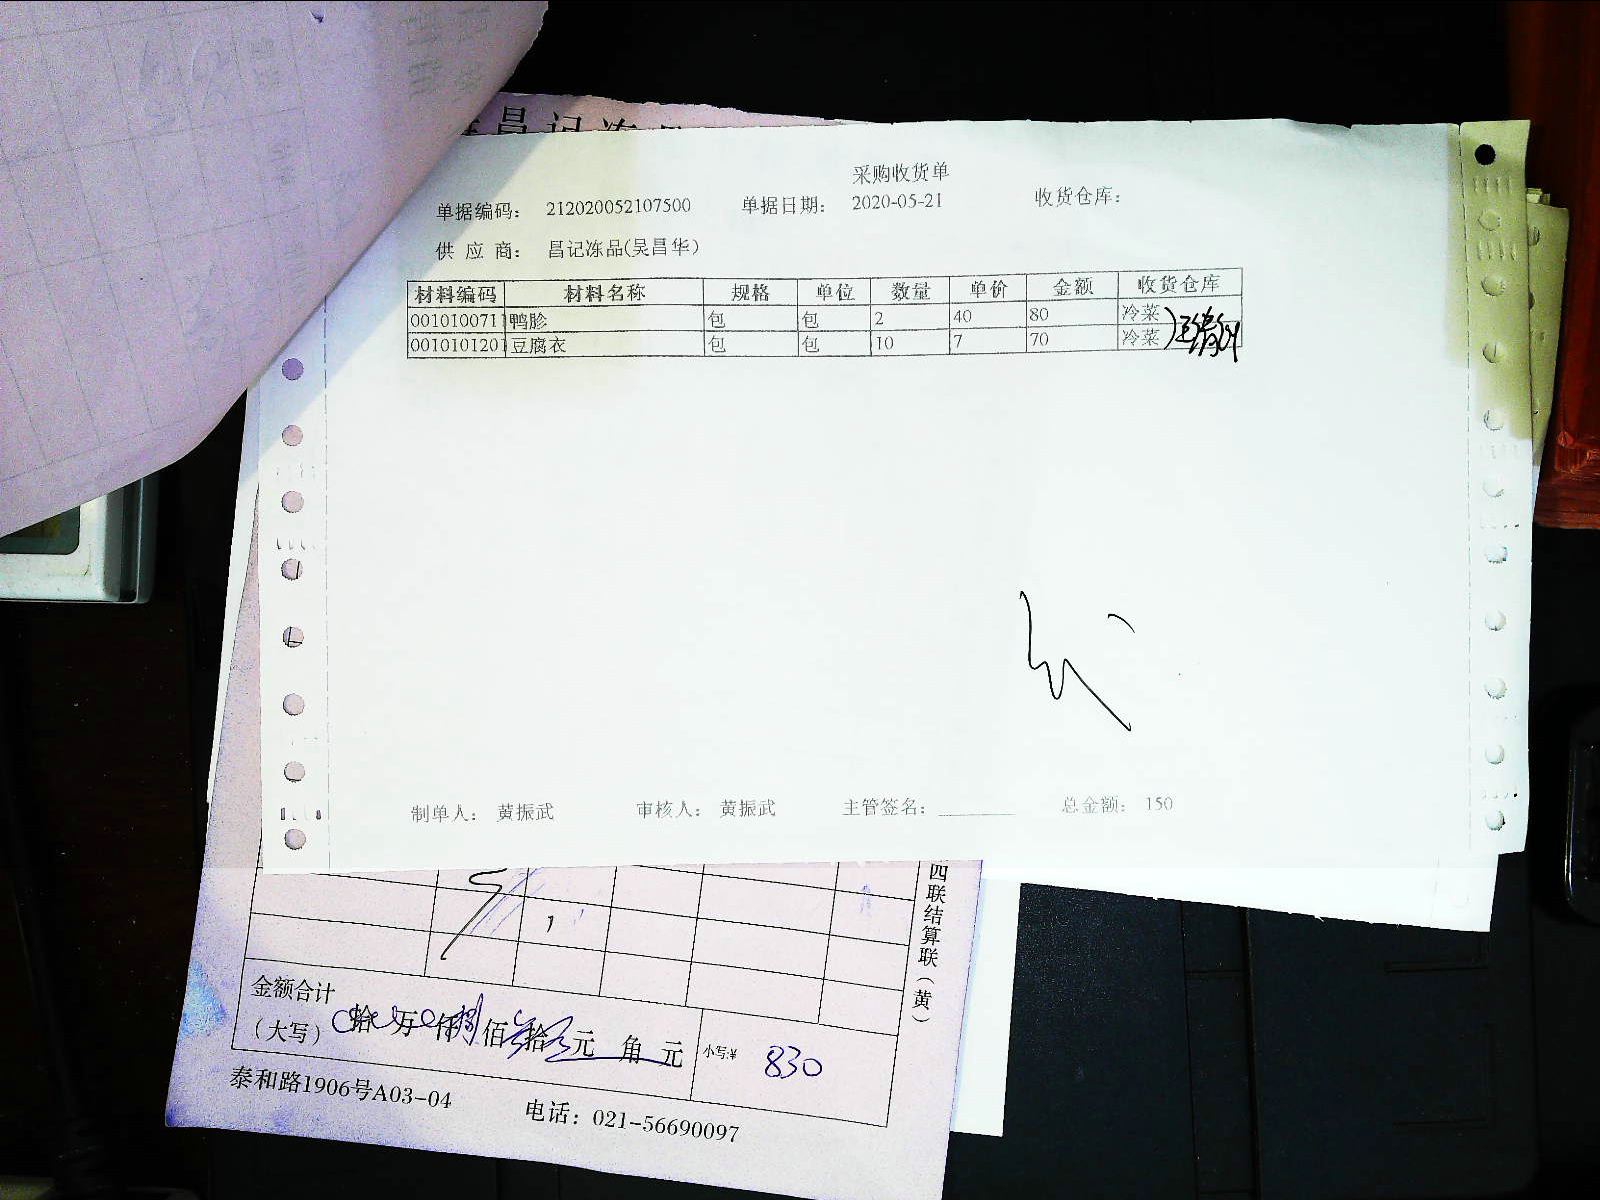 昌记冻
采购收货单
单据编码： 212020052107500 单据日期： 2020-05-21 收货仓库：
供 应 商： 昌记冻品(吴昌华)
材料编码 材料名称 规格 单位 数量 单价 金额 收货仓库
0010100711 鸭胗 包 包 2 40 80 冷菜
0010101201 豆腐衣 包 包 10 7 70 冷菜
制单人： 黄振武 审核人： 黄振武 主管签名： 总金额： 150
四联结算联（黄）
金额合计
（大写） 拾 万 仟 捌 佰 叁 拾 元 角 元 小写:¥ 830
泰和路1906号A03-04 电话：021-56690097